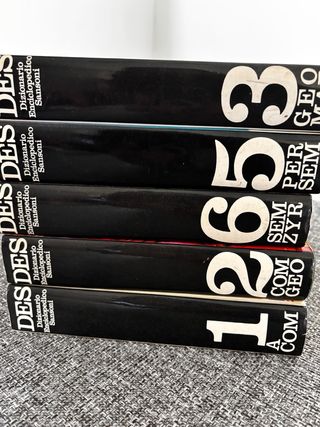 DES
Dizionario
Enciclopedico
Sansoni
3
GEO
MA
DES
Dizionario
Enciclopedico
Sansoni
5
PER
SEM
DES
Dizionario
Enciclopedico
Sansoni
6
SEM
ZYR
DES
Dizionario
Enciclopedico
Sansoni
2
COM
GEO
DES
Dizionario
Enciclopedico
Sansoni
1
A
COM